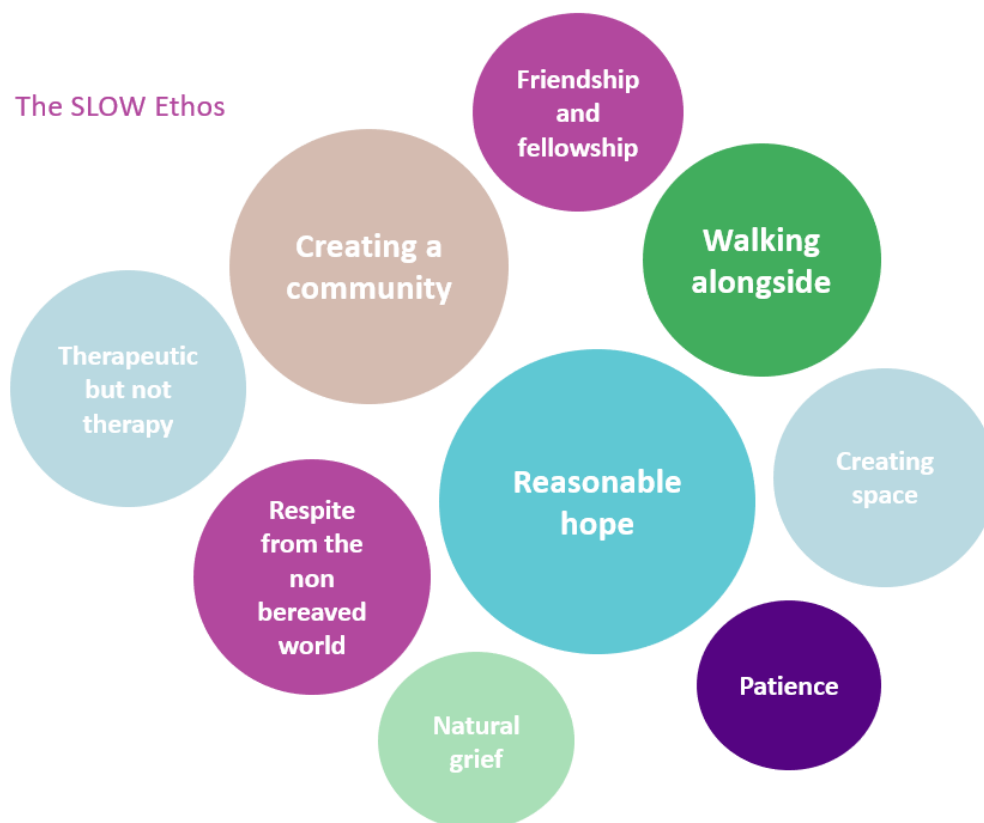 The SLOW Ethos
Friendship
and
fellowship
Creating a
community
Walking
alongside
Therapeutic
but not
therapy
Reasonable
hope
Creating
space
Respite
from the
non
bereaved
world
Patience
Natural
grief